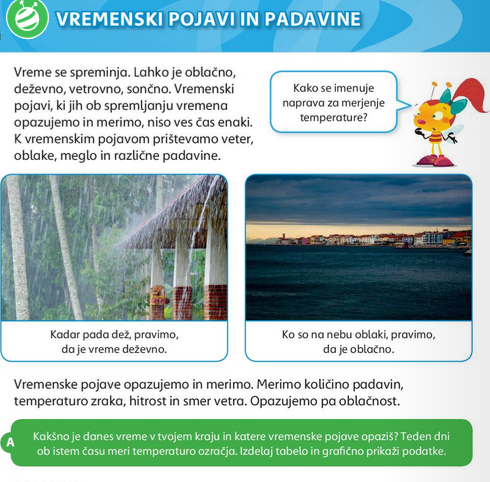 VREMENSKI POJAVI IN PADAVINE
Vreme se spreminja. Lahko je oblačno,
deževno, vetrovno, sončno. Vremenski
pojavi, ki jih ob spremljanju vremena
opazujemo in merimo, niso ves čas enaki.
K vremenskim pojavom prištevamo veter,
oblake, meglo in različne padavine.
Kako se imenuje
naprava za merjenje
temperature?
Kadar pada dež, pravimo,
da je vreme deževno.
Ko so na nebu oblaki, pravimo,
da je oblačno.
Vremenske pojave opazujemo in merimo. Merimo količino padavin,
temperaturo zraka, hitrost in smer vetra. Opazujemo pa oblačnost.
A
Kakšno je danes vreme v tvojem kraju in katere vremenske pojave opaziš? Teden dni
ob istem času meri temperaturo ozračja. Izdelaj tabelo in grafično prikaži podatke.